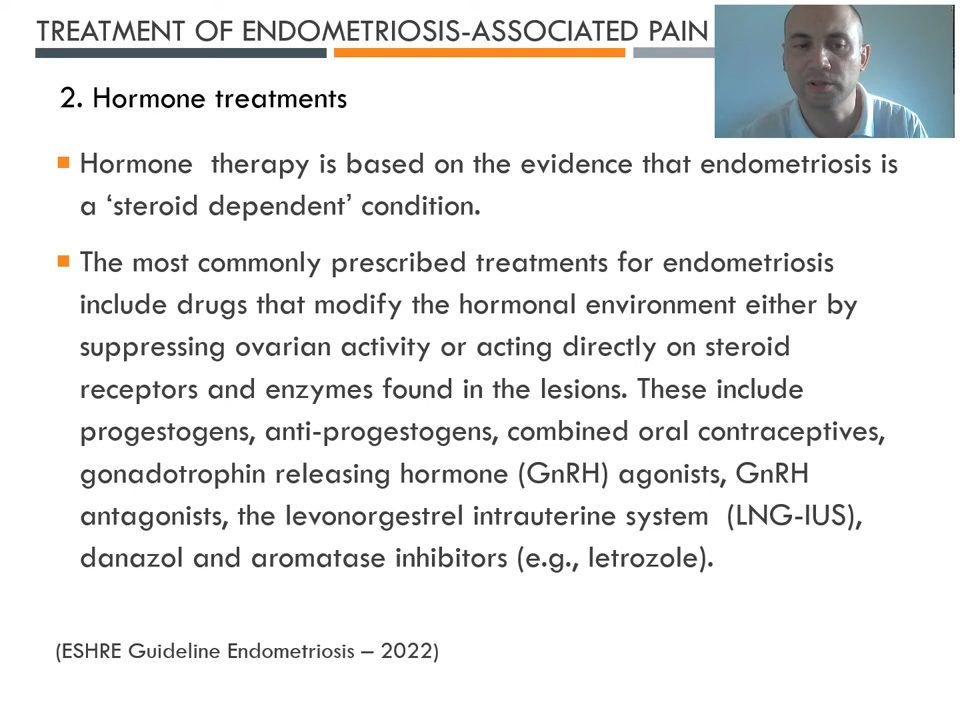 TREATMENT OF ENDOMETRIOSIS-ASSOCIATED PAIN
2. Hormone treatments
Hormone therapy is based on the evidence that endometriosis is
a ‘steroid dependent’ condition.
The most commonly prescribed treatments for endometriosis
include drugs that modify the hormonal environment either by
suppressing ovarian activity or acting directly on steroid
receptors and enzymes found in the lesions. These include
progestogens, anti-progestogens, combined oral contraceptives,
gonadotrophin releasing hormone (GnRH) agonists, GnRH
antagonists, the levonorgestrel intrauterine system (LNG-IUS),
danazol and aromatase inhibitors (e.g., letrozole).
(ESHRE Guideline Endometriosis – 2022)